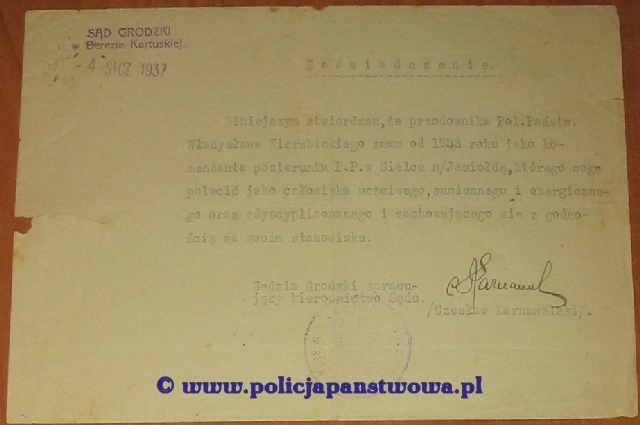 SĄD GRODZKI
w Berezie Kartuskiej.
- 4 STCZ 1937
Zaświadczenie.
Niniejszym stwierdzam, że przodownika Pol.Państw.
Władysława Wierzbickiego znam od 1933 roku jako ko-
mendanta posterunku P.P.w Sielcu n/Jasiołdą,którego mogę
polecić jako człowieka uczciwego,sumiennego i energiczne-
go oraz zdyscyplinowanego i zachowującego się z godno-
ścią na swoim stanowisku.
Sędzia Grodzki sprawu-
jący kierownictwo Sądu.
/Czesław Karnowalski/.
© www.policjapanstwowa.pl